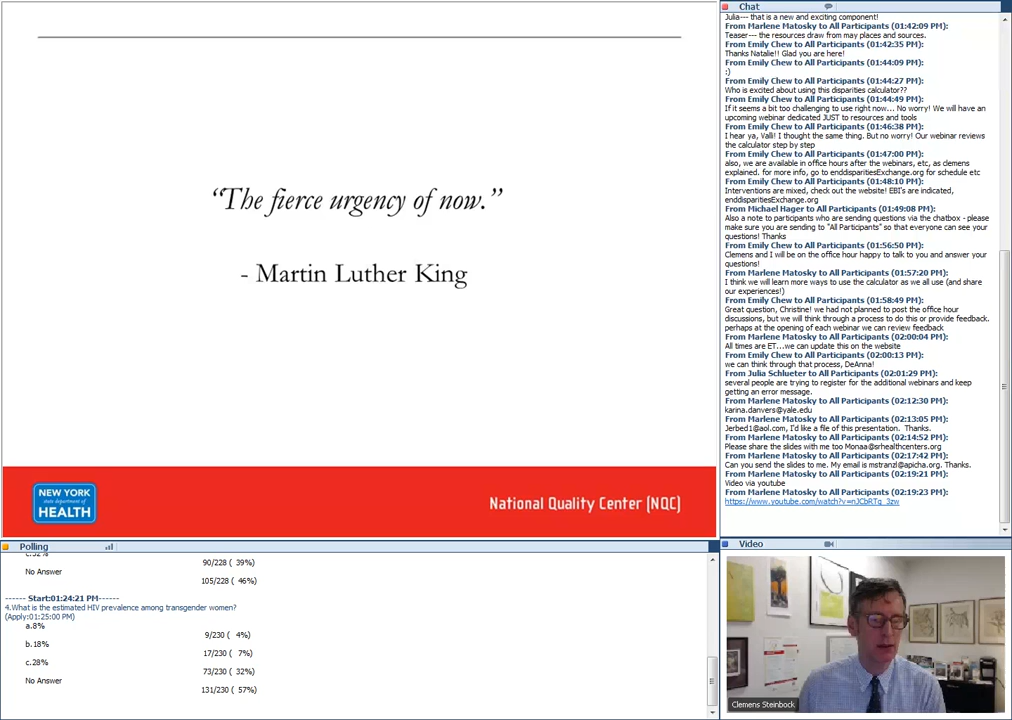 “The fierce urgency of now.”
- Martin Luther King
NEW YORK
state department of
HEALTH
National Quality Center (NQC)
Chat
Julia--- that is a new and exciting component!
From Marlene Matosky to All Participants (01:42:09 PM):
Teaser--- the resources draw from may places and sources.
From Emily Chew to All Participants (01:42:35 PM):
Thanks Natalie!! Glad you are here!
From Emily Chew to All Participants (01:44:09 PM):
:)
From Emily Chew to All Participants (01:44:27 PM):
Who is excited about using this disparities calculator??
From Emily Chew to All Participants (01:44:49 PM):
If it seems a bit too challenging to use right now... No worry! We will have an
upcoming webinar dedicated JUST to resources and tools
From Emily Chew to All Participants (01:46:38 PM):
I hear ya, Valli! I thought the same thing. But no worry! Our webinar reviews
the calculator step by step
From Emily Chew to All Participants (01:47:00 PM):
also, we are available in office hours after the webinars, etc, as clemens
explained. for more info, go to enddisparitiesExchange.org for schedule etc
From Emily Chew to All Participants (01:48:10 PM):
Interventions are mixed, check out the website! EBI's are indicated,
enddisparitiesExchange.org
From Michael Hager to All Participants (01:49:08 PM):
Also a note to participants who are sending questions via the chatbox - please
make sure you are sending to "All Participants" so that everyone can see your
questions! Thanks
From Emily Chew to All Participants (01:56:50 PM):
Clemens and I will be on the office hour happy to talk to you and answer your
questions!
From Marlene Matosky to All Participants (01:57:20 PM):
I think we will learn more ways to use the calculator as we all use (and share
our experiences!)
From Emily Chew to All Participants (01:58:49 PM):
Great question, Christine! we had not planned to post the office hour
discussions, but we will think through a process to do this or provide feedback.
perhaps at the opening of each webinar we can review feedback
From Marlene Matosky to All Participants (02:00:04 PM):
All times are ET...we can update this on the website
From Emily Chew to All Participants (02:00:13 PM):
we can think through that process, DeAnna!
From Julia Schlueter to All Participants (02:01:29 PM):
several people are trying to register for the additional webinars and keep
getting an error message.
From Marlene Matosky to All Participants (02:12:30 PM):
karina.danvers@yale.edu
From Marlene Matosky to All Participants (02:13:05 PM):
Jerbed1@aol.com, I'd like a file of this presentation. Thanks.
From Marlene Matosky to All Participants (02:14:52 PM):
Please share the slides with me too Monaa@srhealthcenters.org
From Marlene Matosky to All Participants (02:17:42 PM):
Can you send the slides to me. My email is mstranzl@apicha.org. Thanks.
From Marlene Matosky to All Participants (02:19:21 PM):
Video via youtube
From Marlene Matosky to All Participants (02:19:23 PM):
https://www.youtube.com/watch?v=nJCbRTq_3zw
Polling
90/228 ( 39%)
No Answer
105/228 ( 46%)
------ Start:01:24:21 PM------
4.What is the estimated HIV prevalence among transgender women?
(Apply:01:25:00 PM)
a.8%
9/230 ( 4%)
b.18%
17/230 ( 7%)
c.28%
73/230 ( 32%)
No Answer
131/230 ( 57%)
Video
Clemens Steinbock